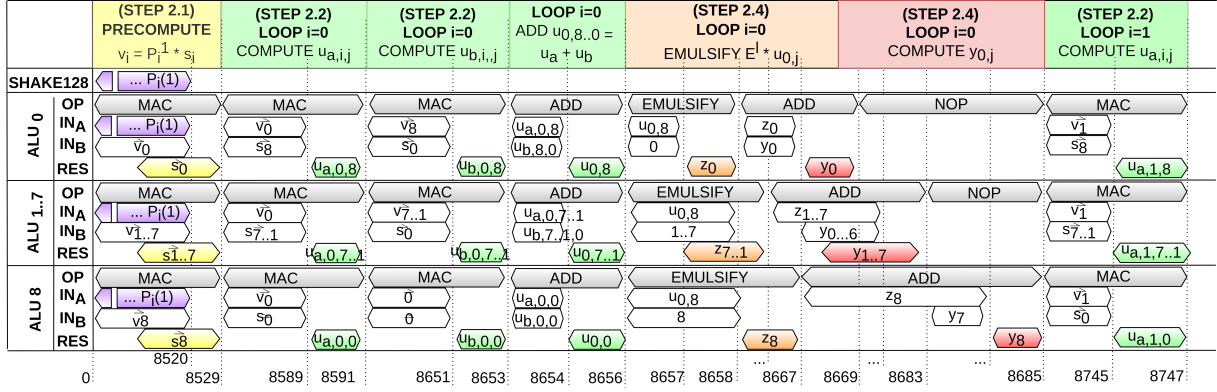 (STEP 2.1) (STEP 2.2) (STEP 2.2) LOOP i=0 (STEP 2.4) (STEP 2.4) (STEP 2.2)
PRECOMPUTE LOOP i=0 LOOP i=0 ADD u0,8..0 = LOOP i=0 LOOP i=0 LOOP i=1
vi = Pi1 * si COMPUTE ua,i,j COMPUTE ub,i,,j ua + ub EMULSIFY El * u0,j COMPUTE y0,j COMPUTE ua,i,j
SHAKE128 ... Pi(1)
ALU 0
OP MAC MAC MAC ADD EMULSIFY ADD NOP MAC
INA ... Pi(1) v0 v8 ua,0,8 u0,8 z0 v1
INB v0 s8 s0 ub,8,0 0 y0 s8
RES s0 ua,0,8 ub,0,8 u0,8 z0 y0 ua,1,8
ALU 1..7
OP MAC MAC MAC ADD EMULSIFY ADD NOP MAC
INA ... Pi(1) v0 v7..1 ua,0,7..1 u0,8 z1..7 v1
INB v1..7 s7..1 s0 ub,7..1,0 1..7 y0...6 s7..1
RES s1..7 ua,0,7..1 ub,0,7..1 u0,7..1 z7..1 y1..7 ua,1,7..1
ALU 8
OP MAC MAC MAC ADD EMULSIFY ADD MAC
INA ... Pi(1) v0 0 ua,0,0 u0,8 z8 v1
INB v8 s0 0 ub,0,0 8 y7 s0
RES s8 ua,0,0 ub,0,0 u0,0 z8 y8 ua,1,0
8520 ... ... ...
0 8529 8589 8591 8651 8653 8654 8656 8657 8658 8667 8669 8683 8685 8745 8747